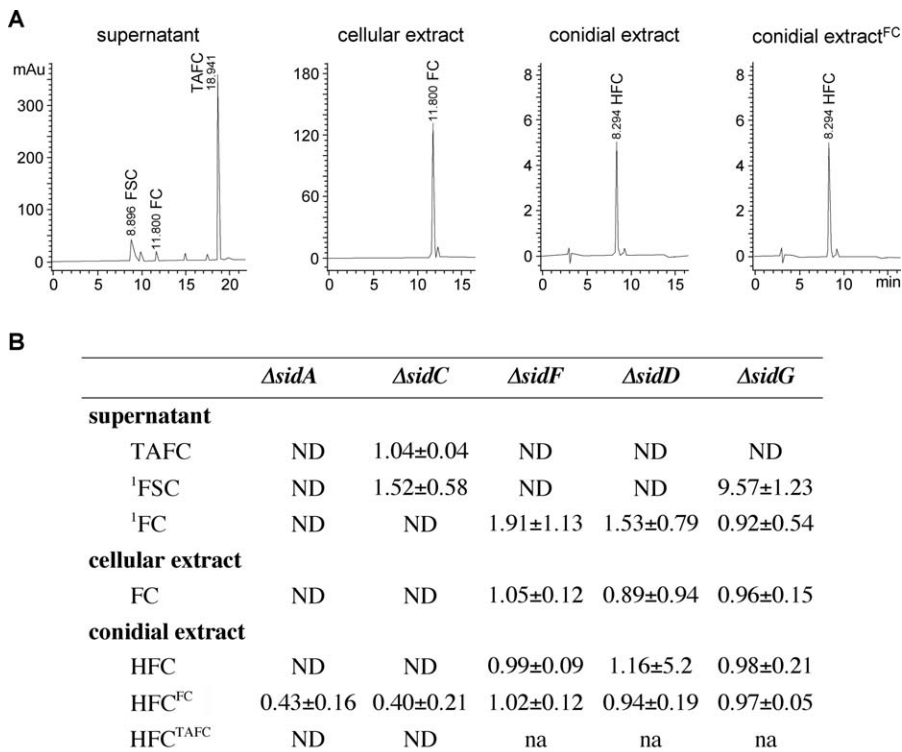 A
supernatant
cellular extract
conidial extract
conidial extractFC
mAu
300
200
100
0
0 5 10 15 20
8.896 FSC
11.800 FC
TAFC
18.941
180
120
60
0
0 5 10 15
11.800 FC
8
6
4
2
0
0 5 10 15
8.294 HFC
8
6
4
2
0
0 5 10 min
8.294 HFC
B
ΔsidA ΔsidC ΔsidF ΔsidD ΔsidG
supernatant
TAFC ND 1.04±0.04 ND ND ND
1FSC ND 1.52±0.58 ND ND 9.57±1.23
1FC ND ND 1.91±1.13 1.53±0.79 0.92±0.54
cellular extract
FC ND ND 1.05±0.12 0.89±0.94 0.96±0.15
conidial extract
HFC ND ND 0.99±0.09 1.16±5.2 0.98±0.21
HFCFC 0.43±0.16 0.40±0.21 1.02±0.12 0.94±0.19 0.97±0.05
HFCTAFC ND ND na na na